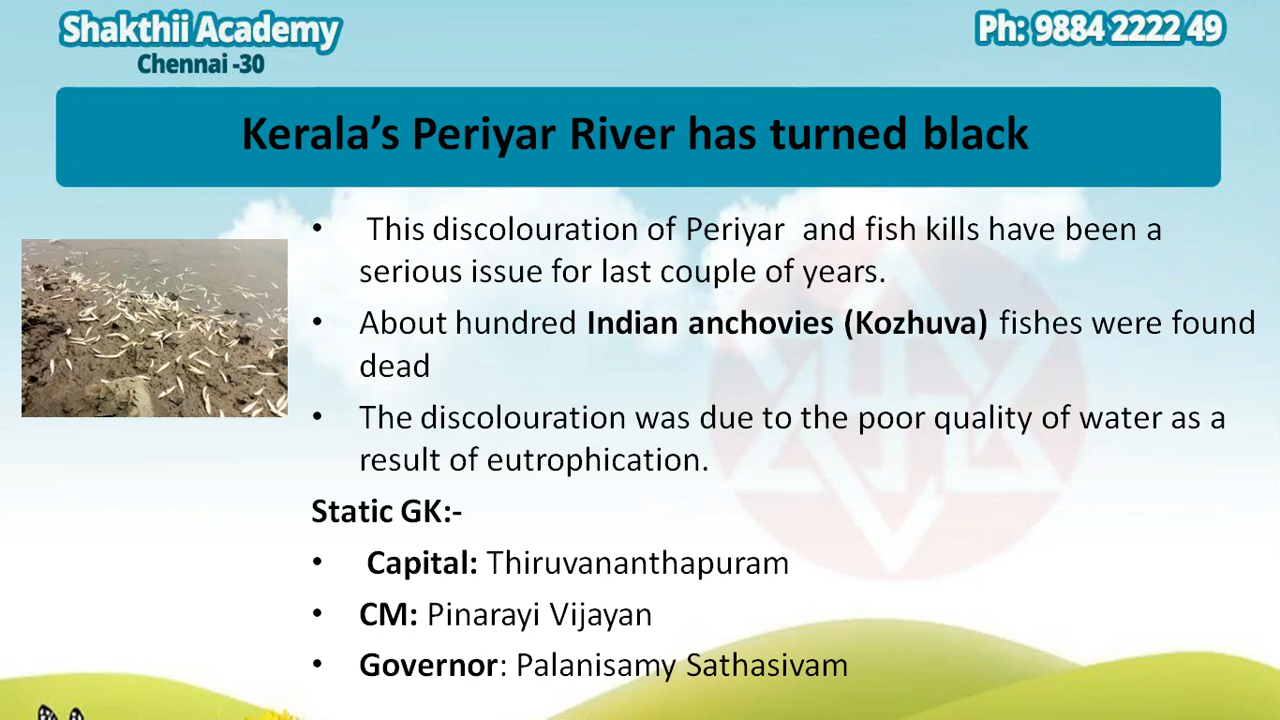 Shakthii Academy
Chennai -30
Ph: 9884 2222 49
Kerala’s Periyar River has turned black
• This discolouration of Periyar and fish kills have been a
serious issue for last couple of years.
• About hundred Indian anchovies (Kozhuva) fishes were found
dead
• The discolouration was due to the poor quality of water as a
result of eutrophication.
Static GK:-
• Capital: Thiruvananthapuram
• CM: Pinarayi Vijayan
• Governor: Palanisamy Sathasivam